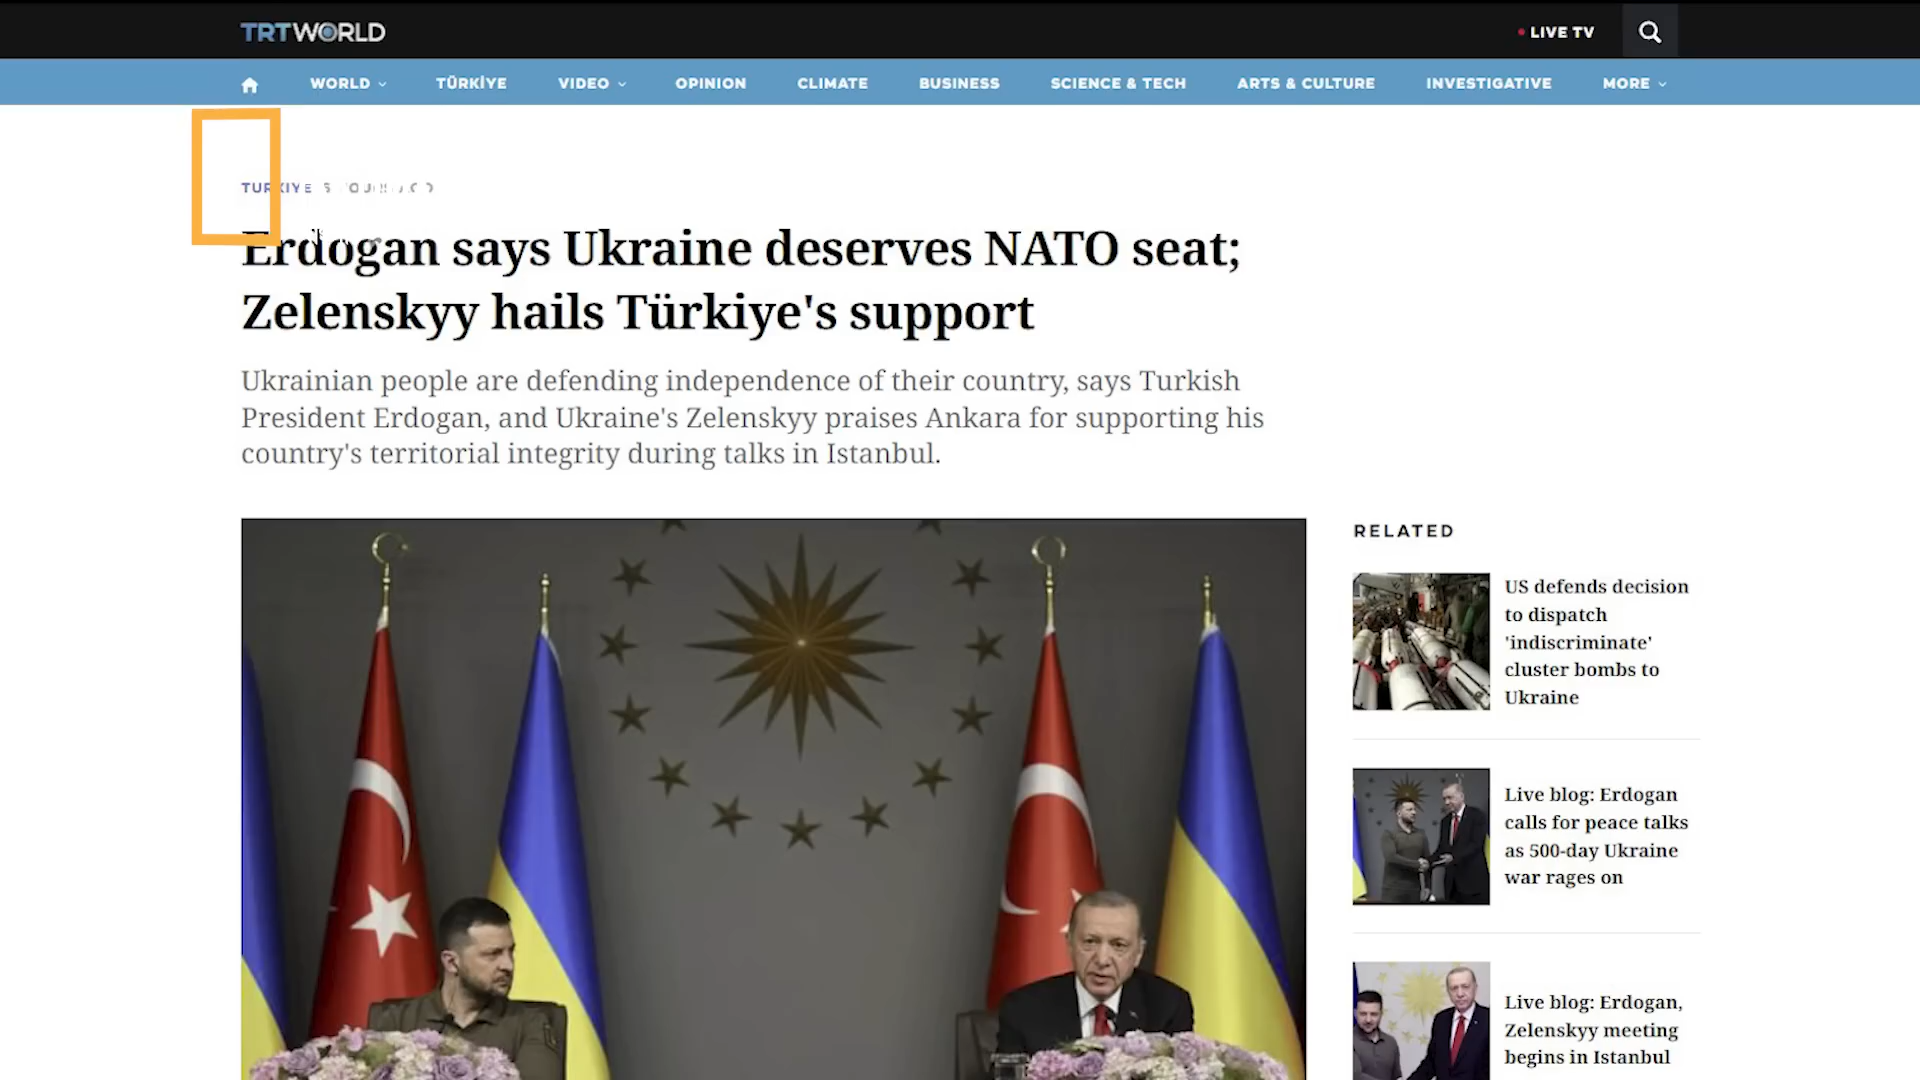 TRTWORLD
LIVE TV
WORLD
TÜRKİYE
VIDEO
OPINION
CLIMATE
BUSINESS
SCIENCE & TECH
ARTS & CULTURE
INVESTIGATIVE
MORE
TÜRKİYE
Erdogan says Ukraine deserves NATO seat;
Zelenskyy hails Türkiye's support
Ukrainian people are defending independence of their country, says Turkish
President Erdogan, and Ukraine's Zelenskyy praises Ankara for supporting his
country's territorial integrity during talks in Istanbul.
RELATED
US defends decision
to dispatch
'indiscriminate'
cluster bombs to
Ukraine
Live blog: Erdogan
calls for peace talks
as 500-day Ukraine
war rages on
Live blog: Erdogan,
Zelenskyy meeting
begins in Istanbul